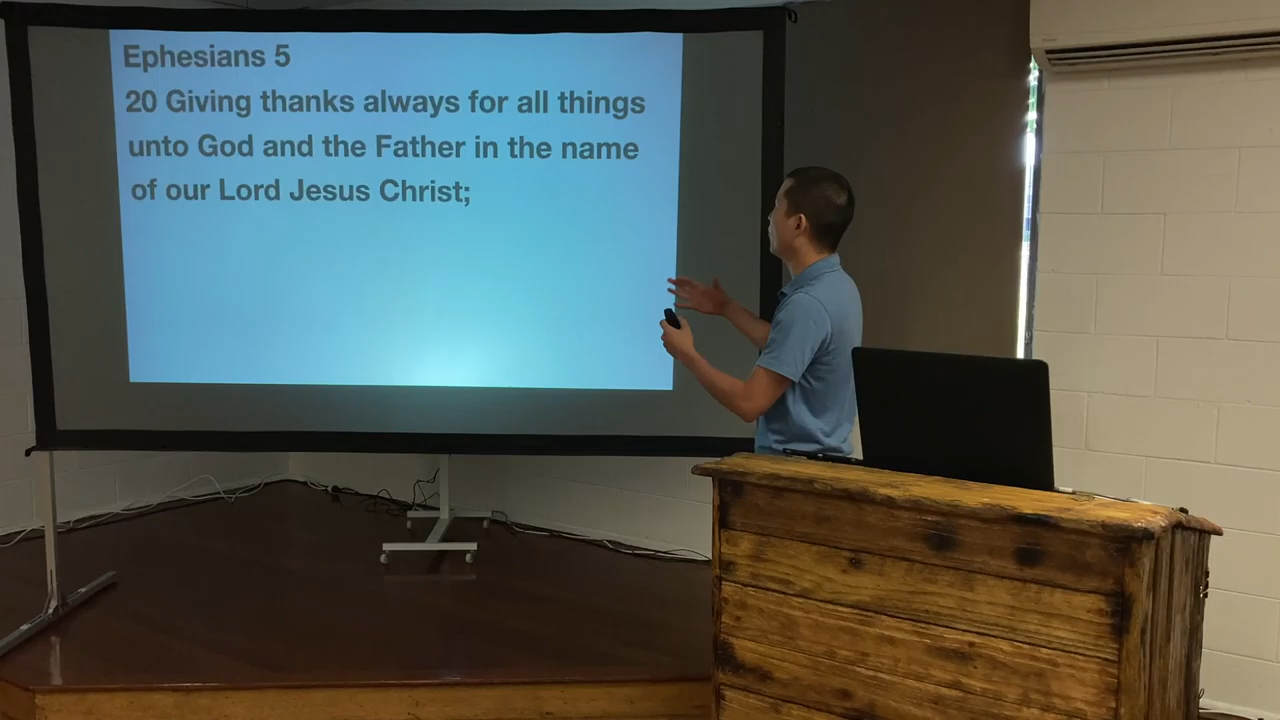 Ephesians 5
20 Giving thanks always for all things
unto God and the Father in the name
of our Lord Jesus Christ;